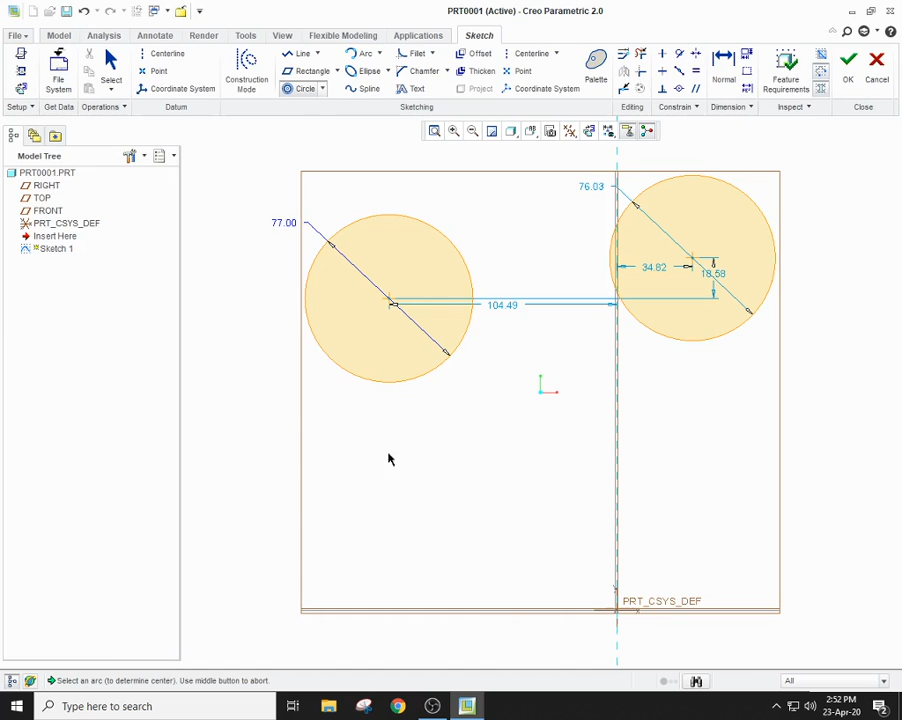 PRT0001 (Active) - Creo Parametric 2.0
File
Model
Analysis
Annotate
Render
Tools
View
Flexible Modeling
Applications
Sketch
File System
Select
Centerline
Point
Coordinate System
Construction Mode
Line
Rectangle
Circle
Arc
Ellipse
Spline
Fillet
Chamfer
Text
Offset
Thicken
Project
Centerline
Point
Coordinate System
Palette
Normal
Feature Requirements
OK
Cancel
Setup
Get Data
Operations
Datum
Sketching
Editing
Constrain
Dimension
Inspect
Close
Model Tree
PRT0001.PRT
RIGHT
TOP
FRONT
PRT_CSYS_DEF
Insert Here
Sketch 1
76.03
77.00
34.82
18.58
104.49
PRT_CSYS_DEF
Select an arc (to determine center). Use middle button to abort.
All
Type here to search
2:52 PM
23-Apr-20
2